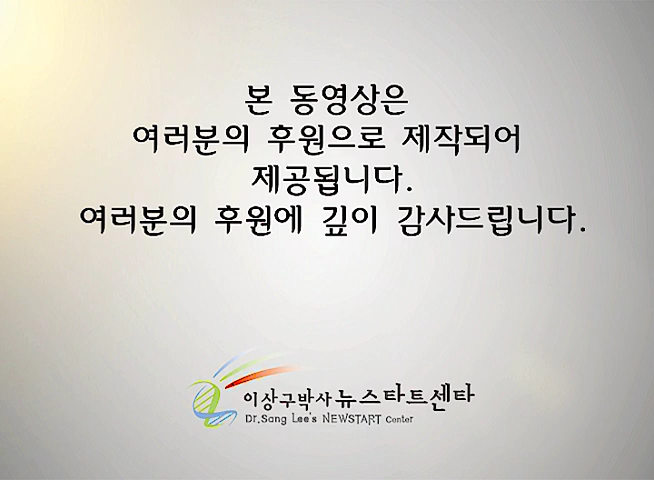 본 동영상은
여러분의 후원으로 제작되어
제공됩니다.
여러분의 후원에 깊이 감사드립니다.
이상구박사 뉴스타트센타
Dr.Sang Lee's NEWSTART Center